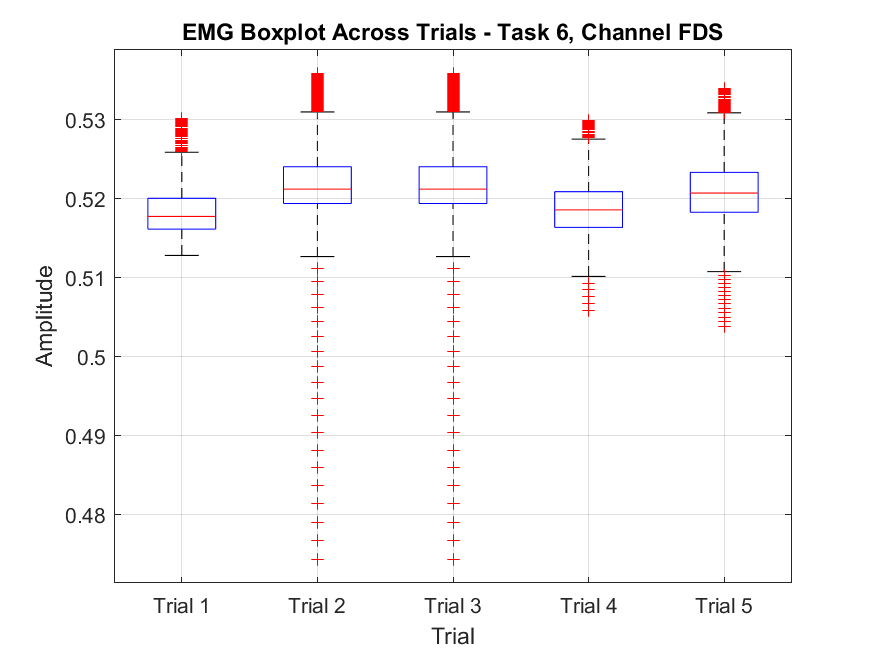 EMG Boxplot Across Trials - Task 6, Channel FDS
0.53
0.52
0.51
0.5
0.49
0.48
Amplitude
Trial 1 Trial 2 Trial 3 Trial 4 Trial 5
Trial